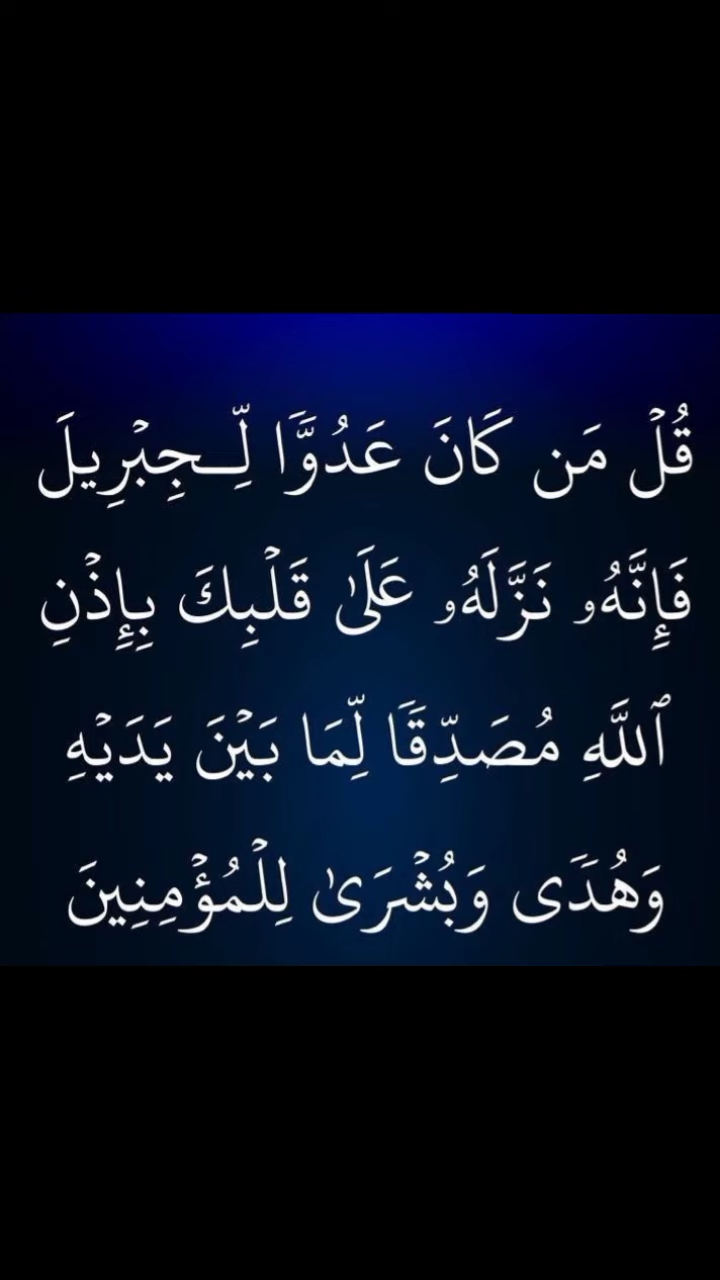 قُلۡ مَن كَانَ عَدُوّٗا لِّـجِبۡرِيلَ
فَإِنَّهُۥ نَزَّلَهُۥ عَلَىٰ قَلۡبِكَ بِإِذۡنِ
ٱللَّهِ مُصَدِّقٗا لِّمَا بَيۡنَ يَدَيۡهِ
وَهُدٗى وَبُشۡرَىٰ لِلۡمُؤۡمِنِينَ